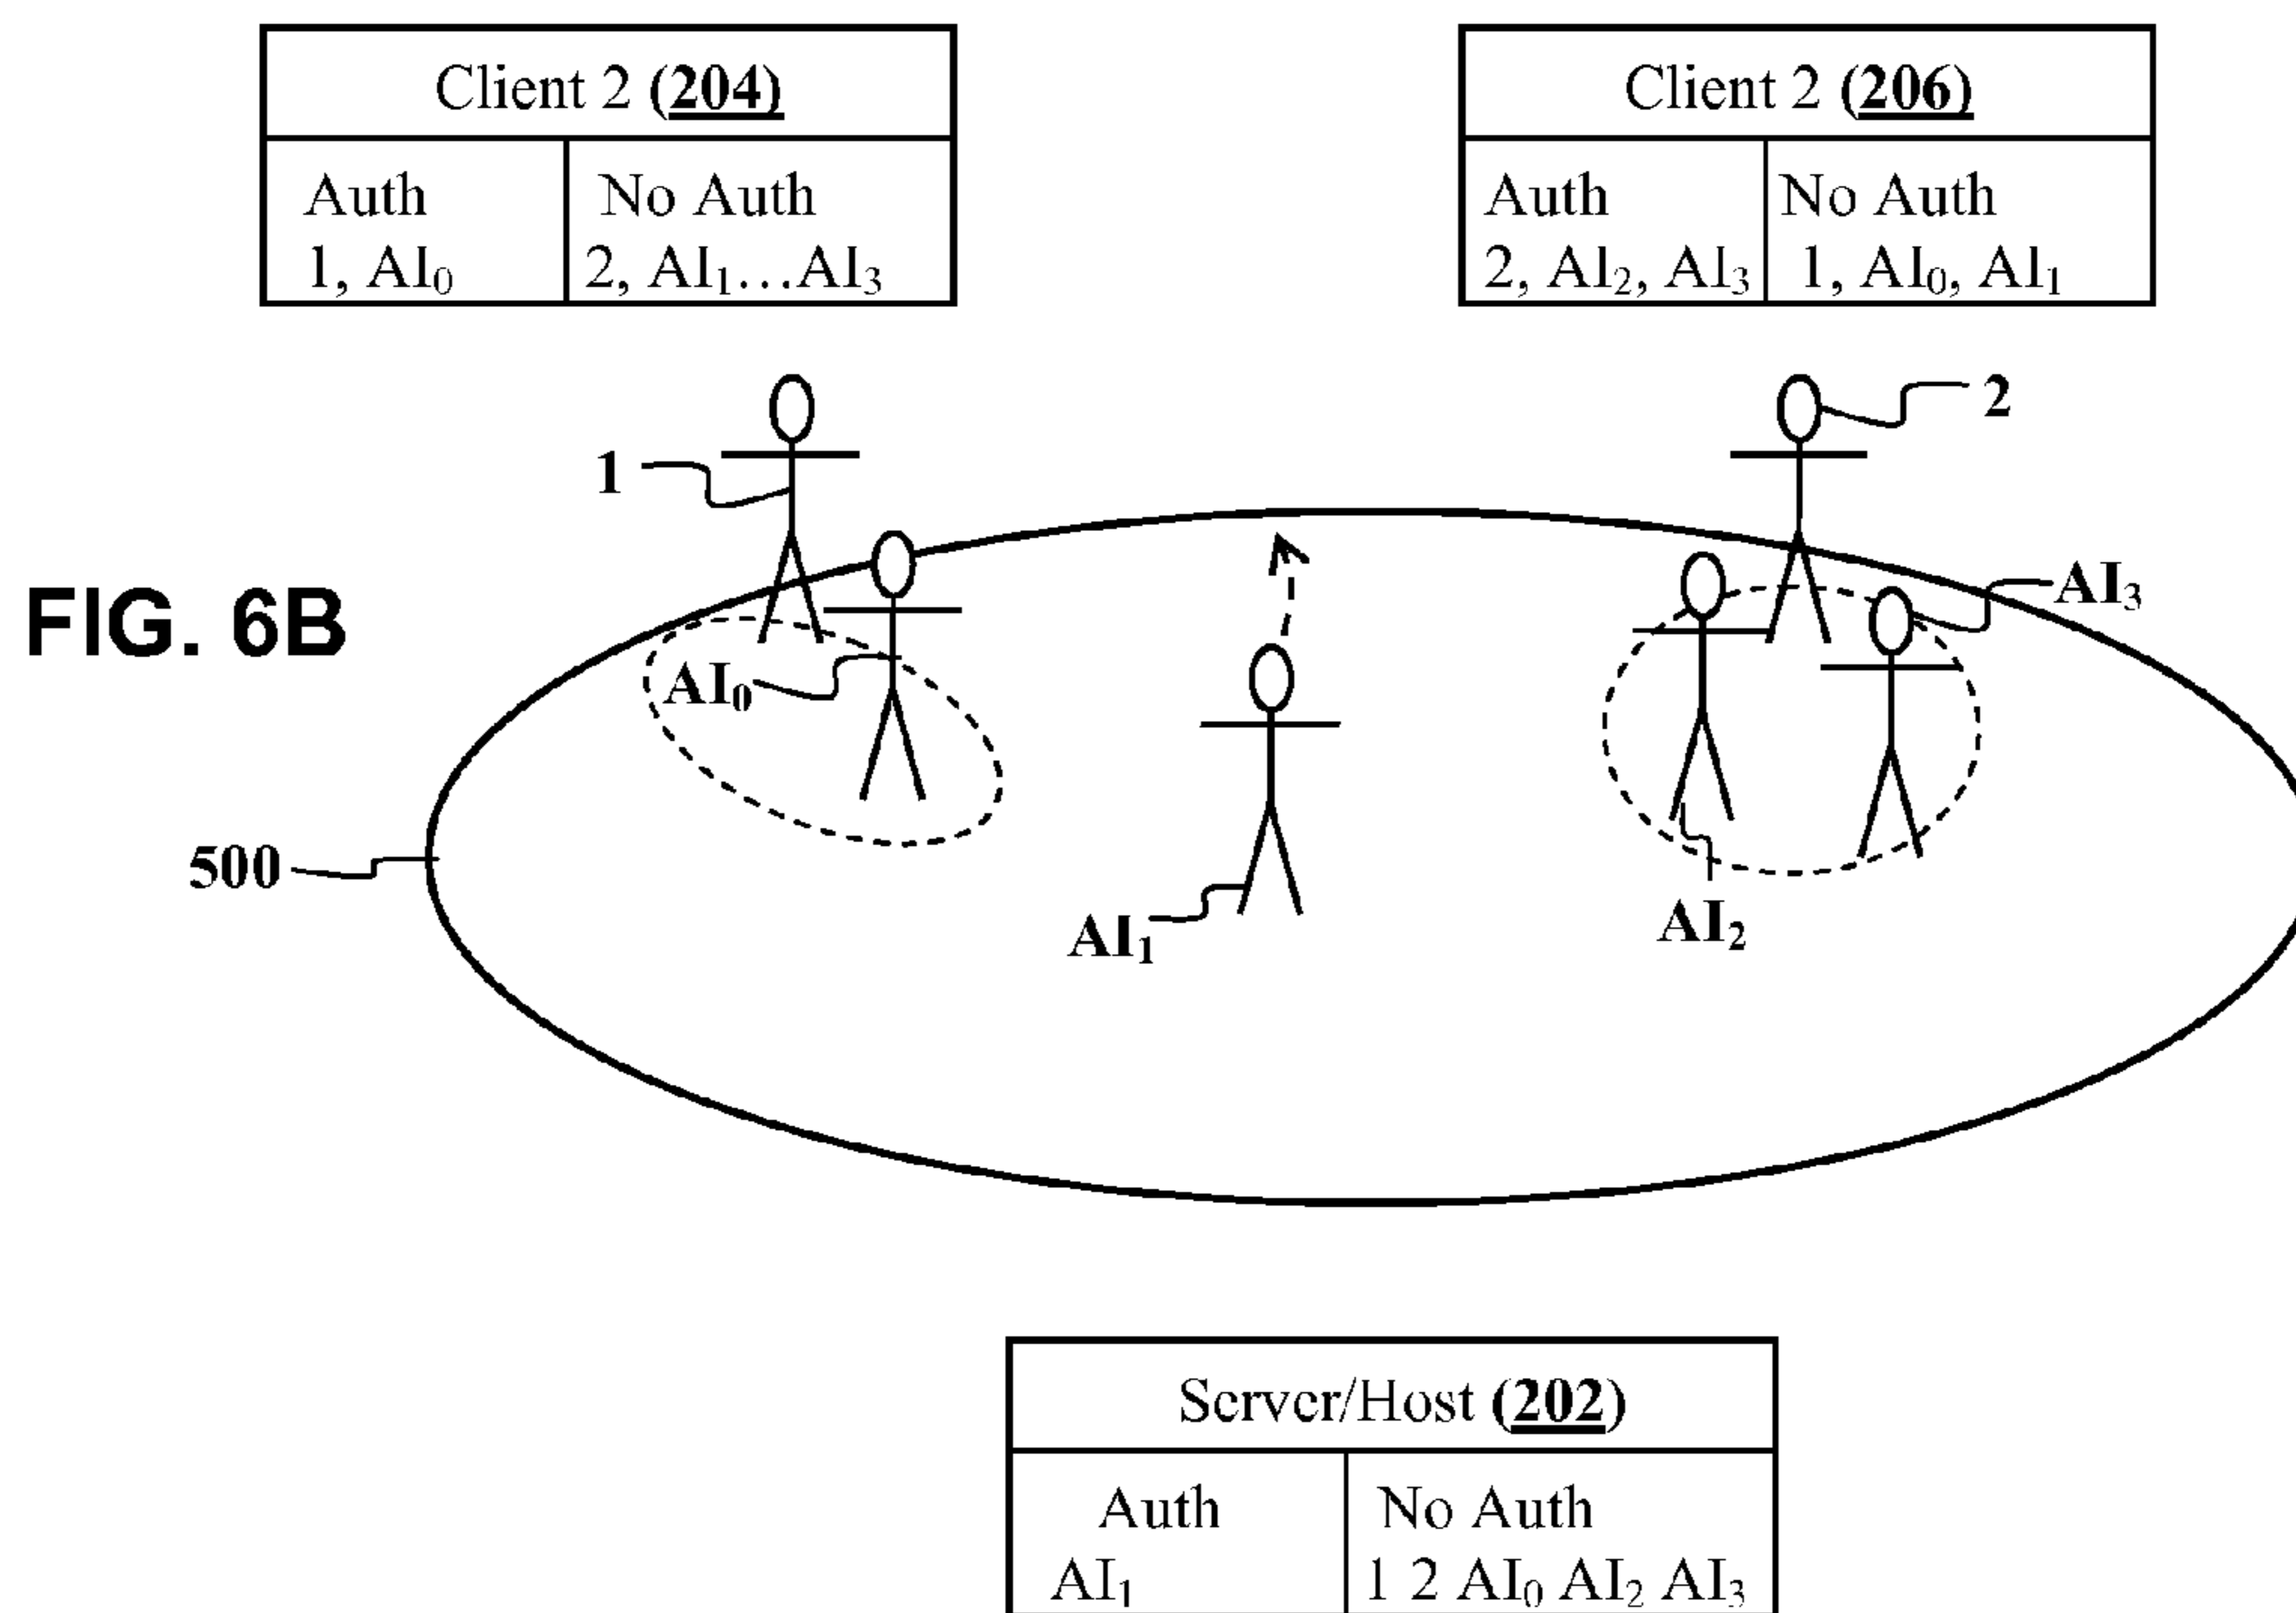 Client 2 (204)
Auth
1, AI₀
No Auth
2, AI₁...AI₃
Client 2 (206)
Auth
2, AI₂, AI₃
No Auth
1, AI₀, AI₁
1
2
FIG. 6B
AI₀
AI₃
500
AI₁
AI₂
Server/Host (202)
Auth
AI₁
No Auth
1 2 AI₀ AI₂ AI₃